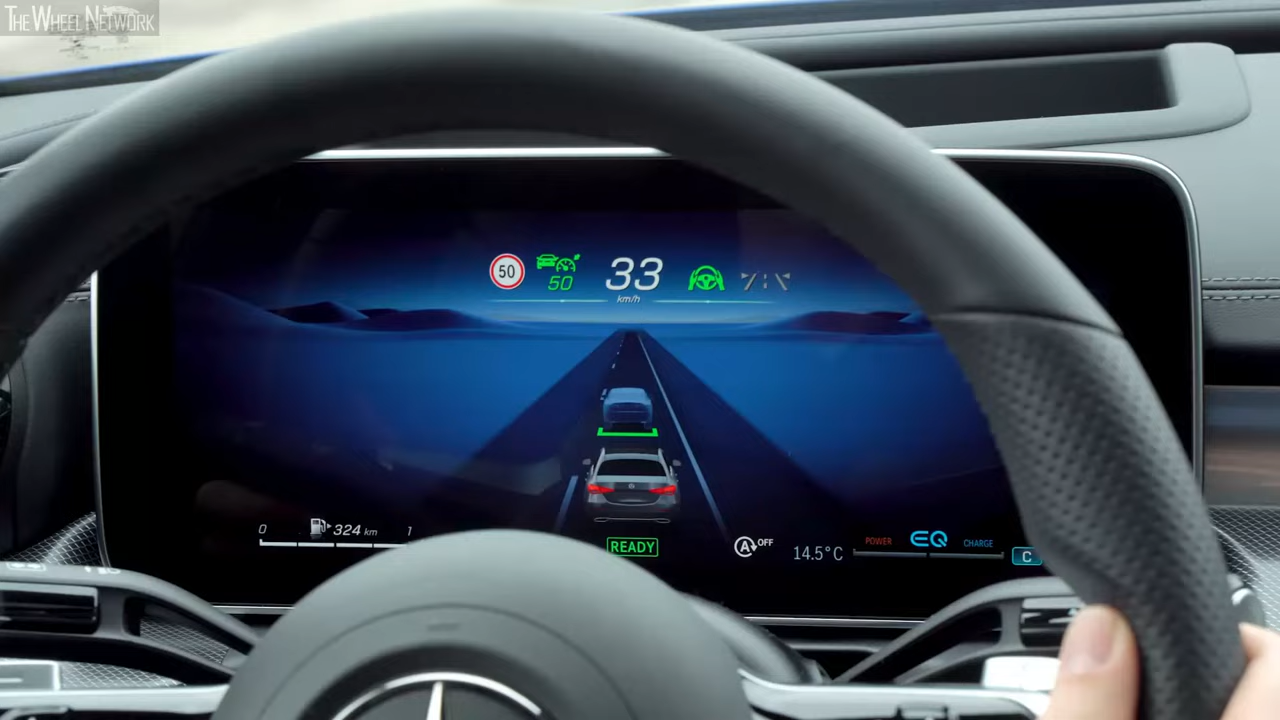 THE WHEEL NETWORK
50
50
33
km/h
0
324 km
1
READY
A OFF
14.5°C
POWER
EQ
CHARGE
C